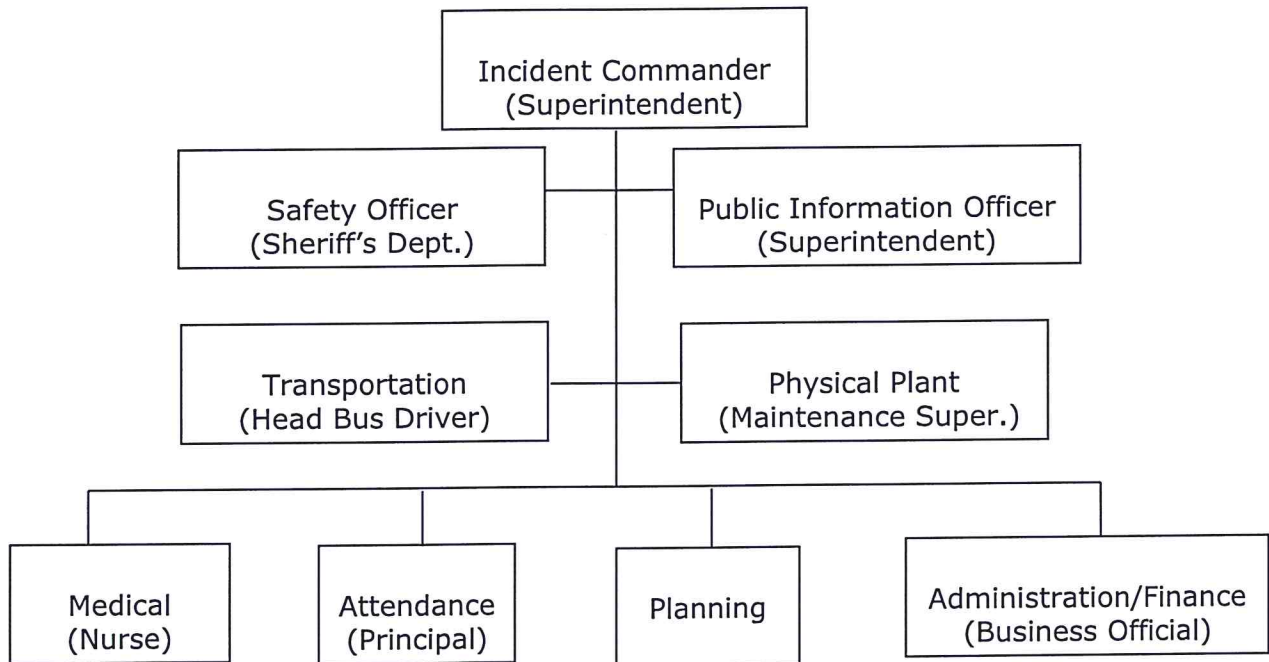 Incident Commander
(Superintendent)
Safety Officer
(Sheriff's Dept.)
Public Information Officer
(Superintendent)
Transportation
(Head Bus Driver)
Physical Plant
(Maintenance Super.)
Medical
(Nurse)
Attendance
(Principal)
Planning
Administration/Finance
(Business Official)